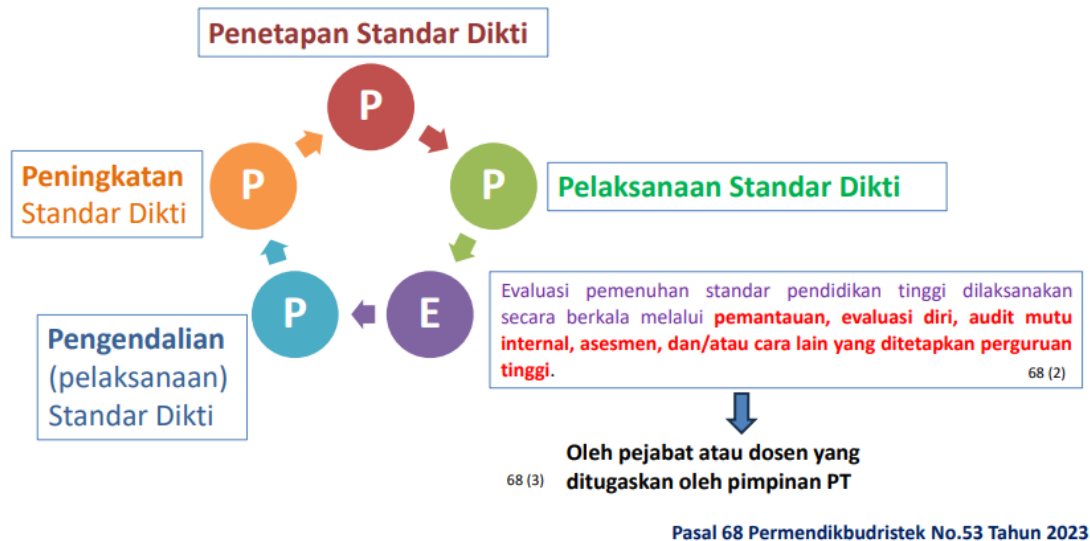 Penetapan Standar Dikti
P
P
Pelaksanaan Standar Dikti
Peningkatan
Standar Dikti
P
P
E
Evaluasi pemenuhan standar pendidikan tinggi dilaksanakan
secara berkala melalui pemantauan, evaluasi diri, audit mutu
internal, asesmen, dan/atau cara lain yang ditetapkan perguruan
tinggi.
68 (2)
Pengendalian
(pelaksanaan)
Standar Dikti
Oleh pejabat atau dosen yang
68 (3) ditugaskan oleh pimpinan PT
Pasal 68 Permendikbudristek No.53 Tahun 2023